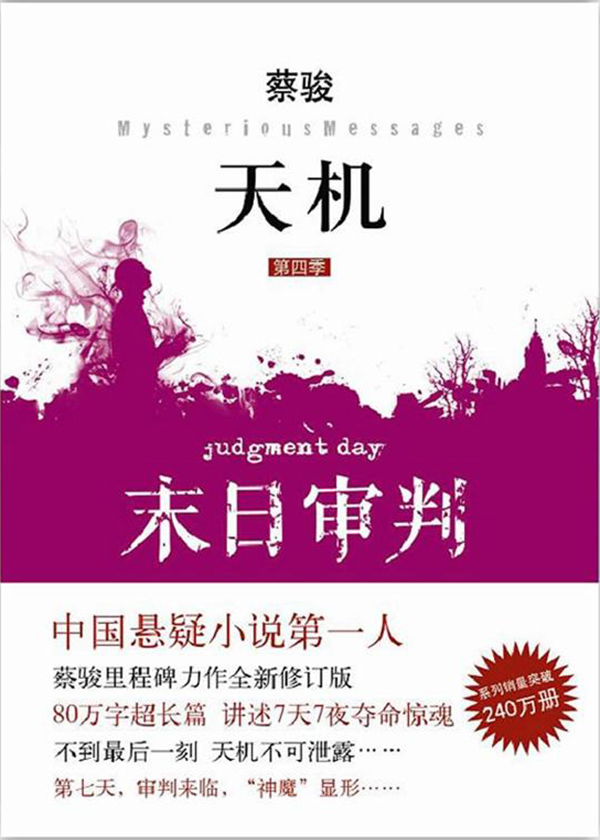 蔡骏
MysteriousMessages
天机
第四季
judgment day
末日审判
中国悬疑小说第一人
蔡骏里程碑力作全新修订版
80万字超长篇 讲述7天7夜夺命惊魂
不到最后一刻 天机不可泄露……
第七天，审判来临，“神魔”显形……
系列销量突破
240万册